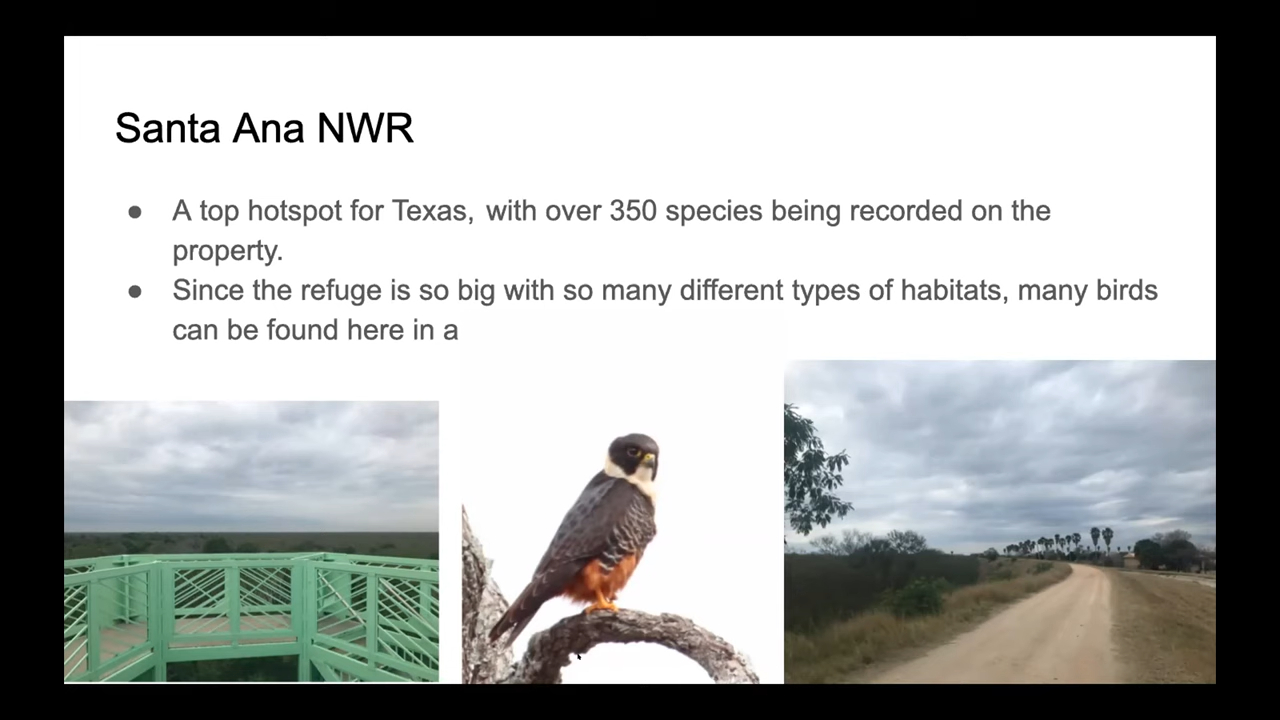 Santa Ana NWR
● A top hotspot for Texas, with over 350 species being recorded on the
property.
● Since the refuge is so big with so many different types of habitats, many birds
can be found here in a